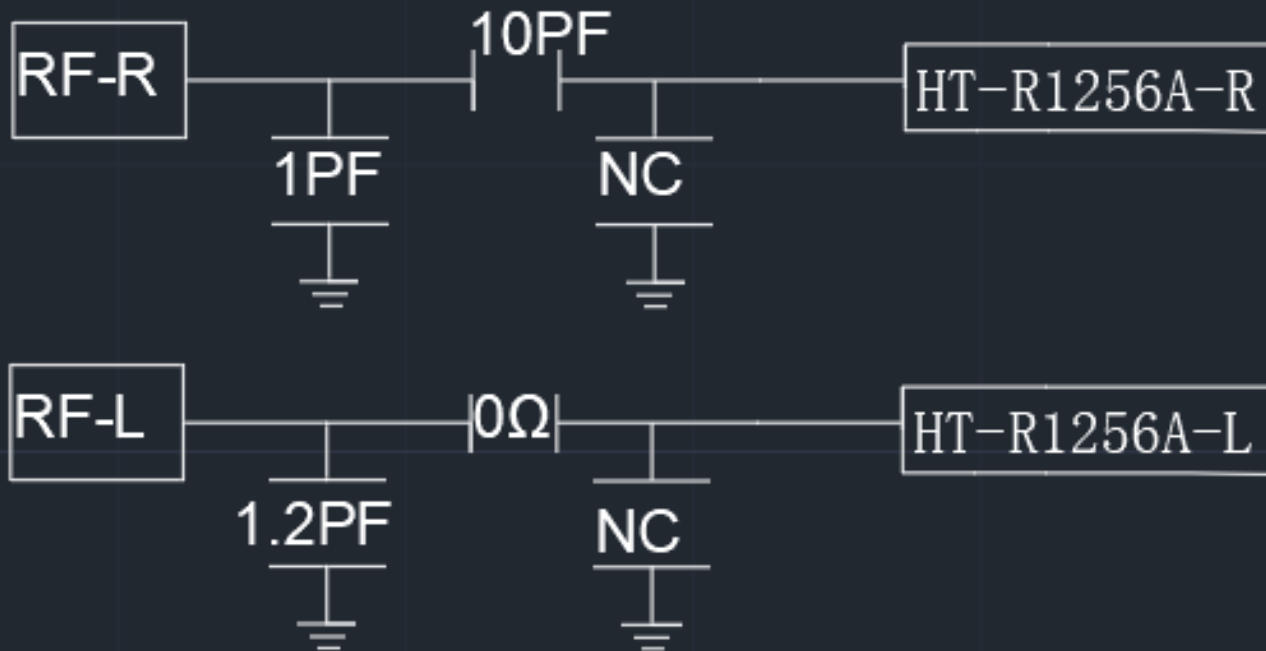 10PF
RF-R
HT-R1256A-R
1PF
NC
RF-L
0Ω
HT-R1256A-L
1.2PF
NC